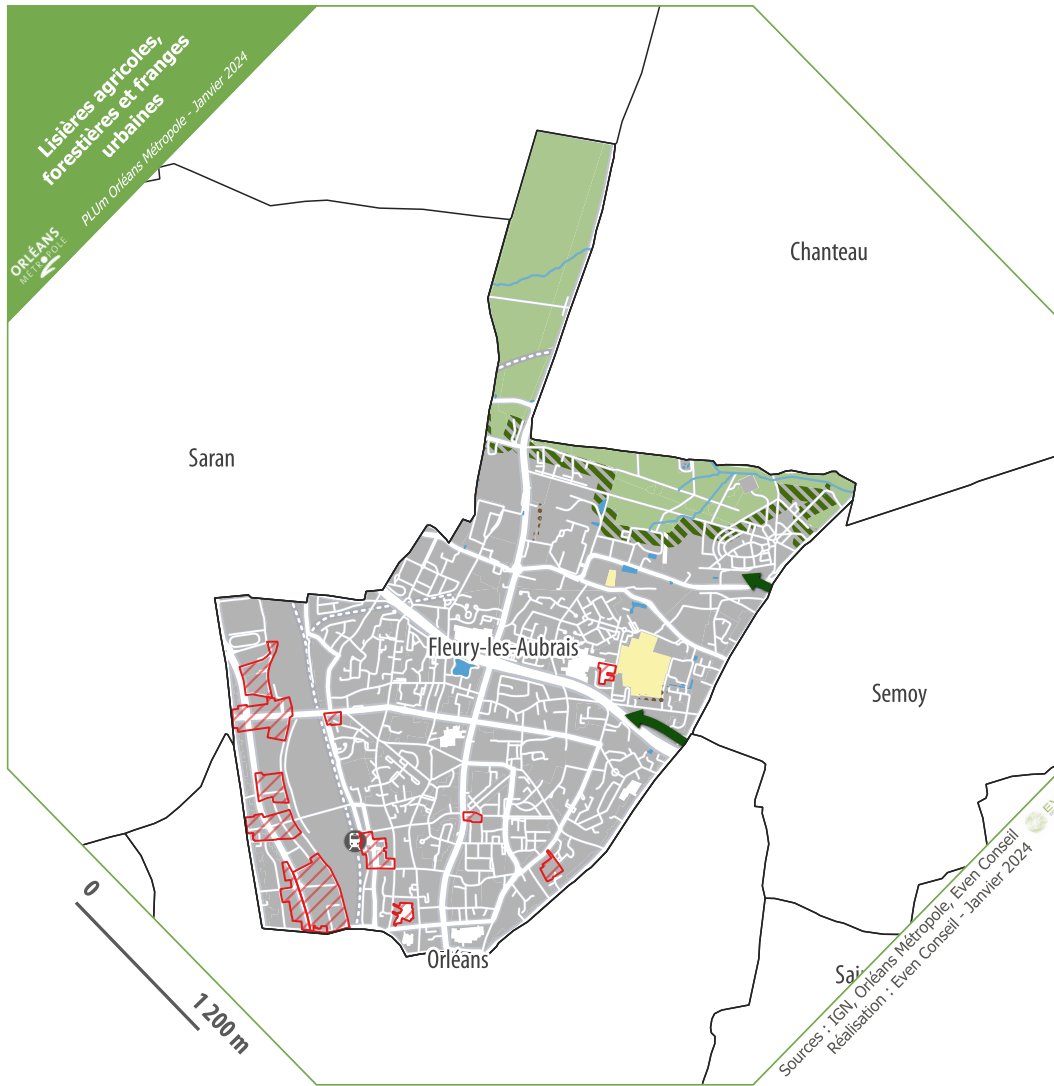 Lisières agricoles,
forestières et franges
urbaines
PLUm Orléans Métropole - Janvier 2024
ORLÉANS
MÉTROPOLE
Chanteau
Saran
Fleury-les-Aubrais
Semoy
Orléans
0
1 200 m
Sources : IGN, Orléans Métropole, Even Conseil
Réalisation : Even Conseil - Janvier 2024